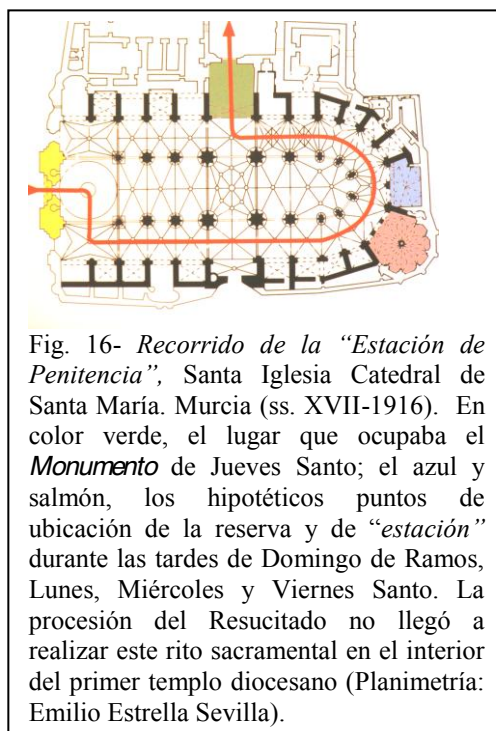 Fig. 16- Recorrido de la “Estación de
Penitencia”, Santa Iglesia Catedral de
Santa María. Murcia (ss. XVII-1916). En
color verde, el lugar que ocupaba el
Monumento de Jueves Santo; el azul y
salmón, los hipotéticos puntos de
ubicación de la reserva y de “estación”
durante las tardes de Domingo de Ramos,
Lunes, Miércoles y Viernes Santo. La
procesión del Resucitado no llegó a
realizar este rito sacramental en el interior
del primer templo diocesano (Planimetría:
Emilio Estrella Sevilla).